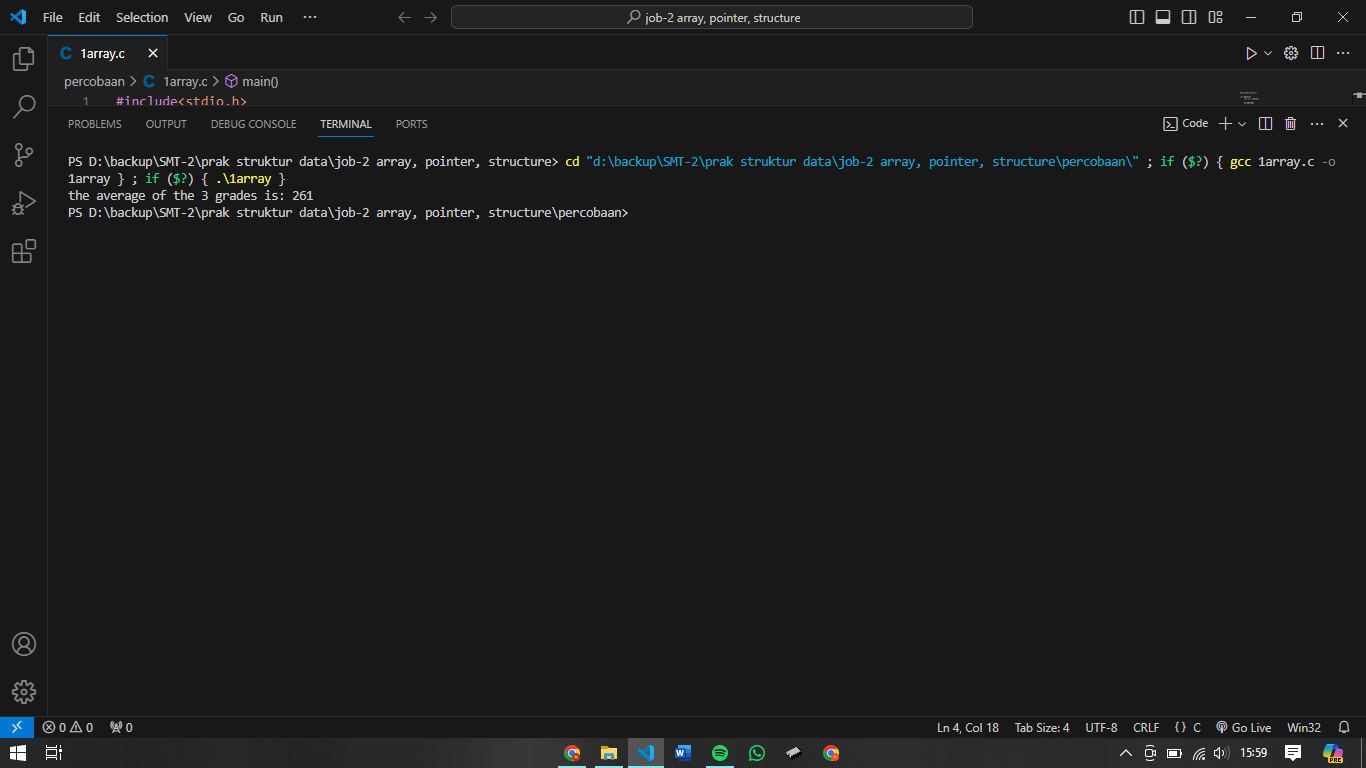 File Edit Selection View Go Run ··· job-2 array, pointer, structure
C 1array.c
percobaan > C 1array.c > main()
1 #include<stdio.h>
PROBLEMS OUTPUT DEBUG CONSOLE TERMINAL PORTS Code
PS D:\backup\SMT-2\prak struktur data\job-2 array, pointer, structure> cd "d:\backup\SMT-2\prak struktur data\job-2 array, pointer, structure\percobaan\" ; if ($?) { gcc 1array.c -o
1array } ; if ($?) { .\1array }
the average of the 3 grades is: 261
PS D:\backup\SMT-2\prak struktur data\job-2 array, pointer, structure\percobaan>
0 0 0 Ln 4, Col 18 Tab Size: 4 UTF-8 CRLF { } C Go Live Win32
W 15:59 PRE